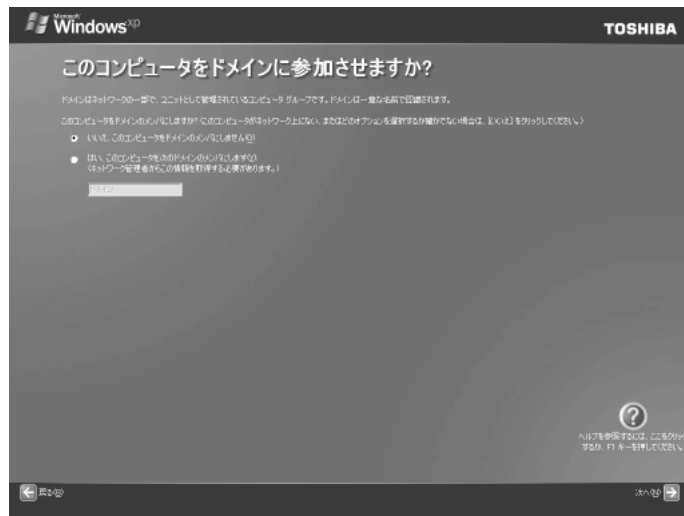 Microsoft
Windows xp
TOSHIBA
このコンピュータをドメインに参加させますか?
ドメインはネットワークの一部で、ユニットとして管理されているコンピュータ グループです。ドメインは一意な名前で認識されます。
このコンピュータをドメインのメンバにしますか? (このコンピュータがネットワーク上にない、またはどのオプションを選択するか確かでない場合は、[いいえ] をクリックしてください。)
いいえ、このコンピュータをドメインのメンバにしません(O)
はい、このコンピュータを次のドメインのメンバにします(Y)
(ネットワーク管理者からこの情報を取得する必要があります。)
ドメイン
ヘルプを参照するには、ここをクリッ
するか、F1 キーを押してください。
戻る(B)
次へ(N)